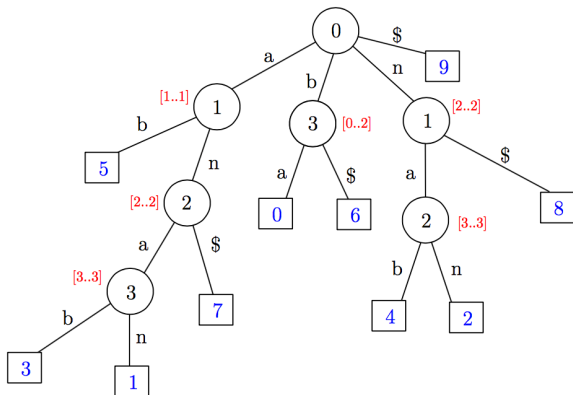 0
a b n $
9
[1..1] 1 3 [0..2] 1 [2..2]
b n a $ a $
5 [2..2] 2 0 6 2 [3..3] 8
a $ b n
[3..3] 3 7 4 2
b n
3 1